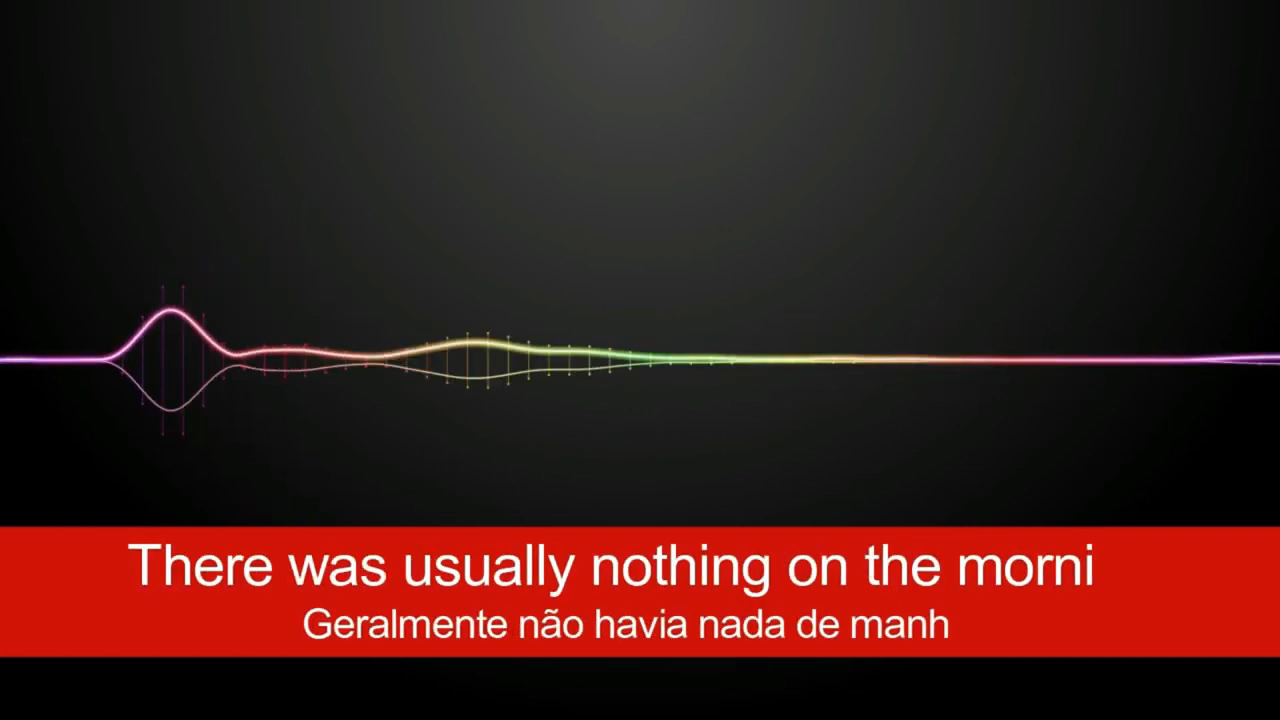 There was usually nothing on the morni
Geralmente não havia nada de manh